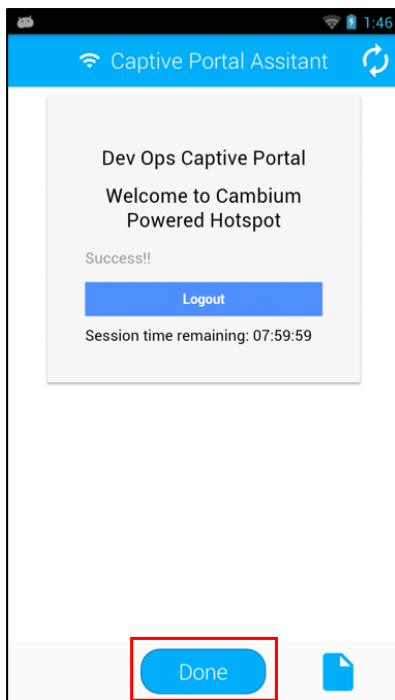 1:46
Captive Portal Assitant
Dev Ops Captive Portal
Welcome to Cambium
Powered Hotspot
Success!!
Logout
Session time remaining: 07:59:59
Done